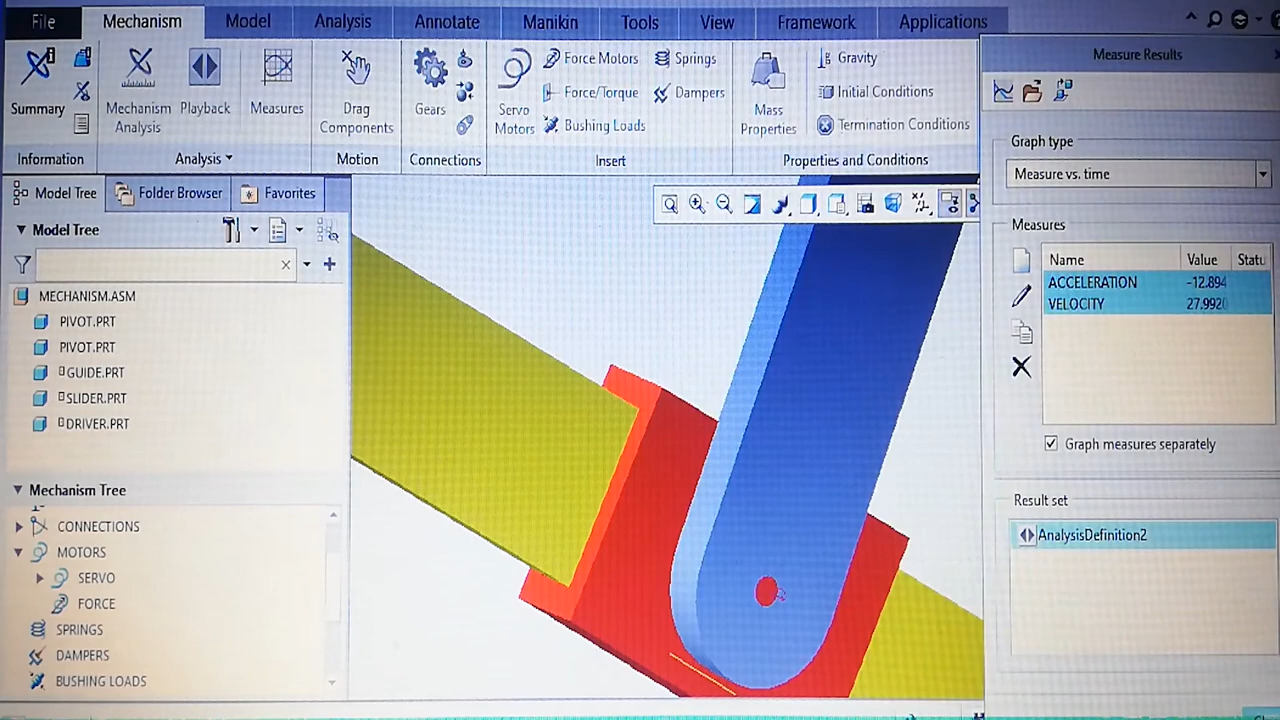 File Mechanism Model Analysis Annotate Manikin Tools View Framework Applications
Summary
Mechanism Analysis
Playback
Measures
Drag Components
Gears
Servo Motors
Force Motors
Force/Torque
Bushing Loads
Springs
Dampers
Mass Properties
Gravity
Initial Conditions
Termination Conditions
Information Analysis Motion Connections Insert Properties and Conditions
Model Tree Folder Browser Favorites
Model Tree
MECHANISM.ASM
PIVOT.PRT
PIVOT.PRT
GUIDE.PRT
SLIDER.PRT
DRIVER.PRT
Mechanism Tree
CONNECTIONS
MOTORS
SERVO
FORCE
SPRINGS
DAMPERS
BUSHING LOADS
Measure Results
Graph type
Measure vs. time
Measures
Name Value Statu
ACCELERATION -12.894
VELOCITY 27.992
Graph measures separately
Result set
AnalysisDefinition2